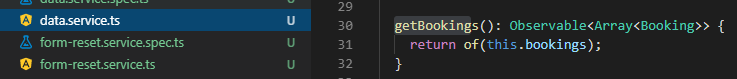 data.service.spec.ts U
data.service.ts U
form-reset.service.spec.ts U
form-reset.service.ts U
29
30 getBookings(): Observable<Array<Booking>> {
31 return of(this.bookings);
32 }